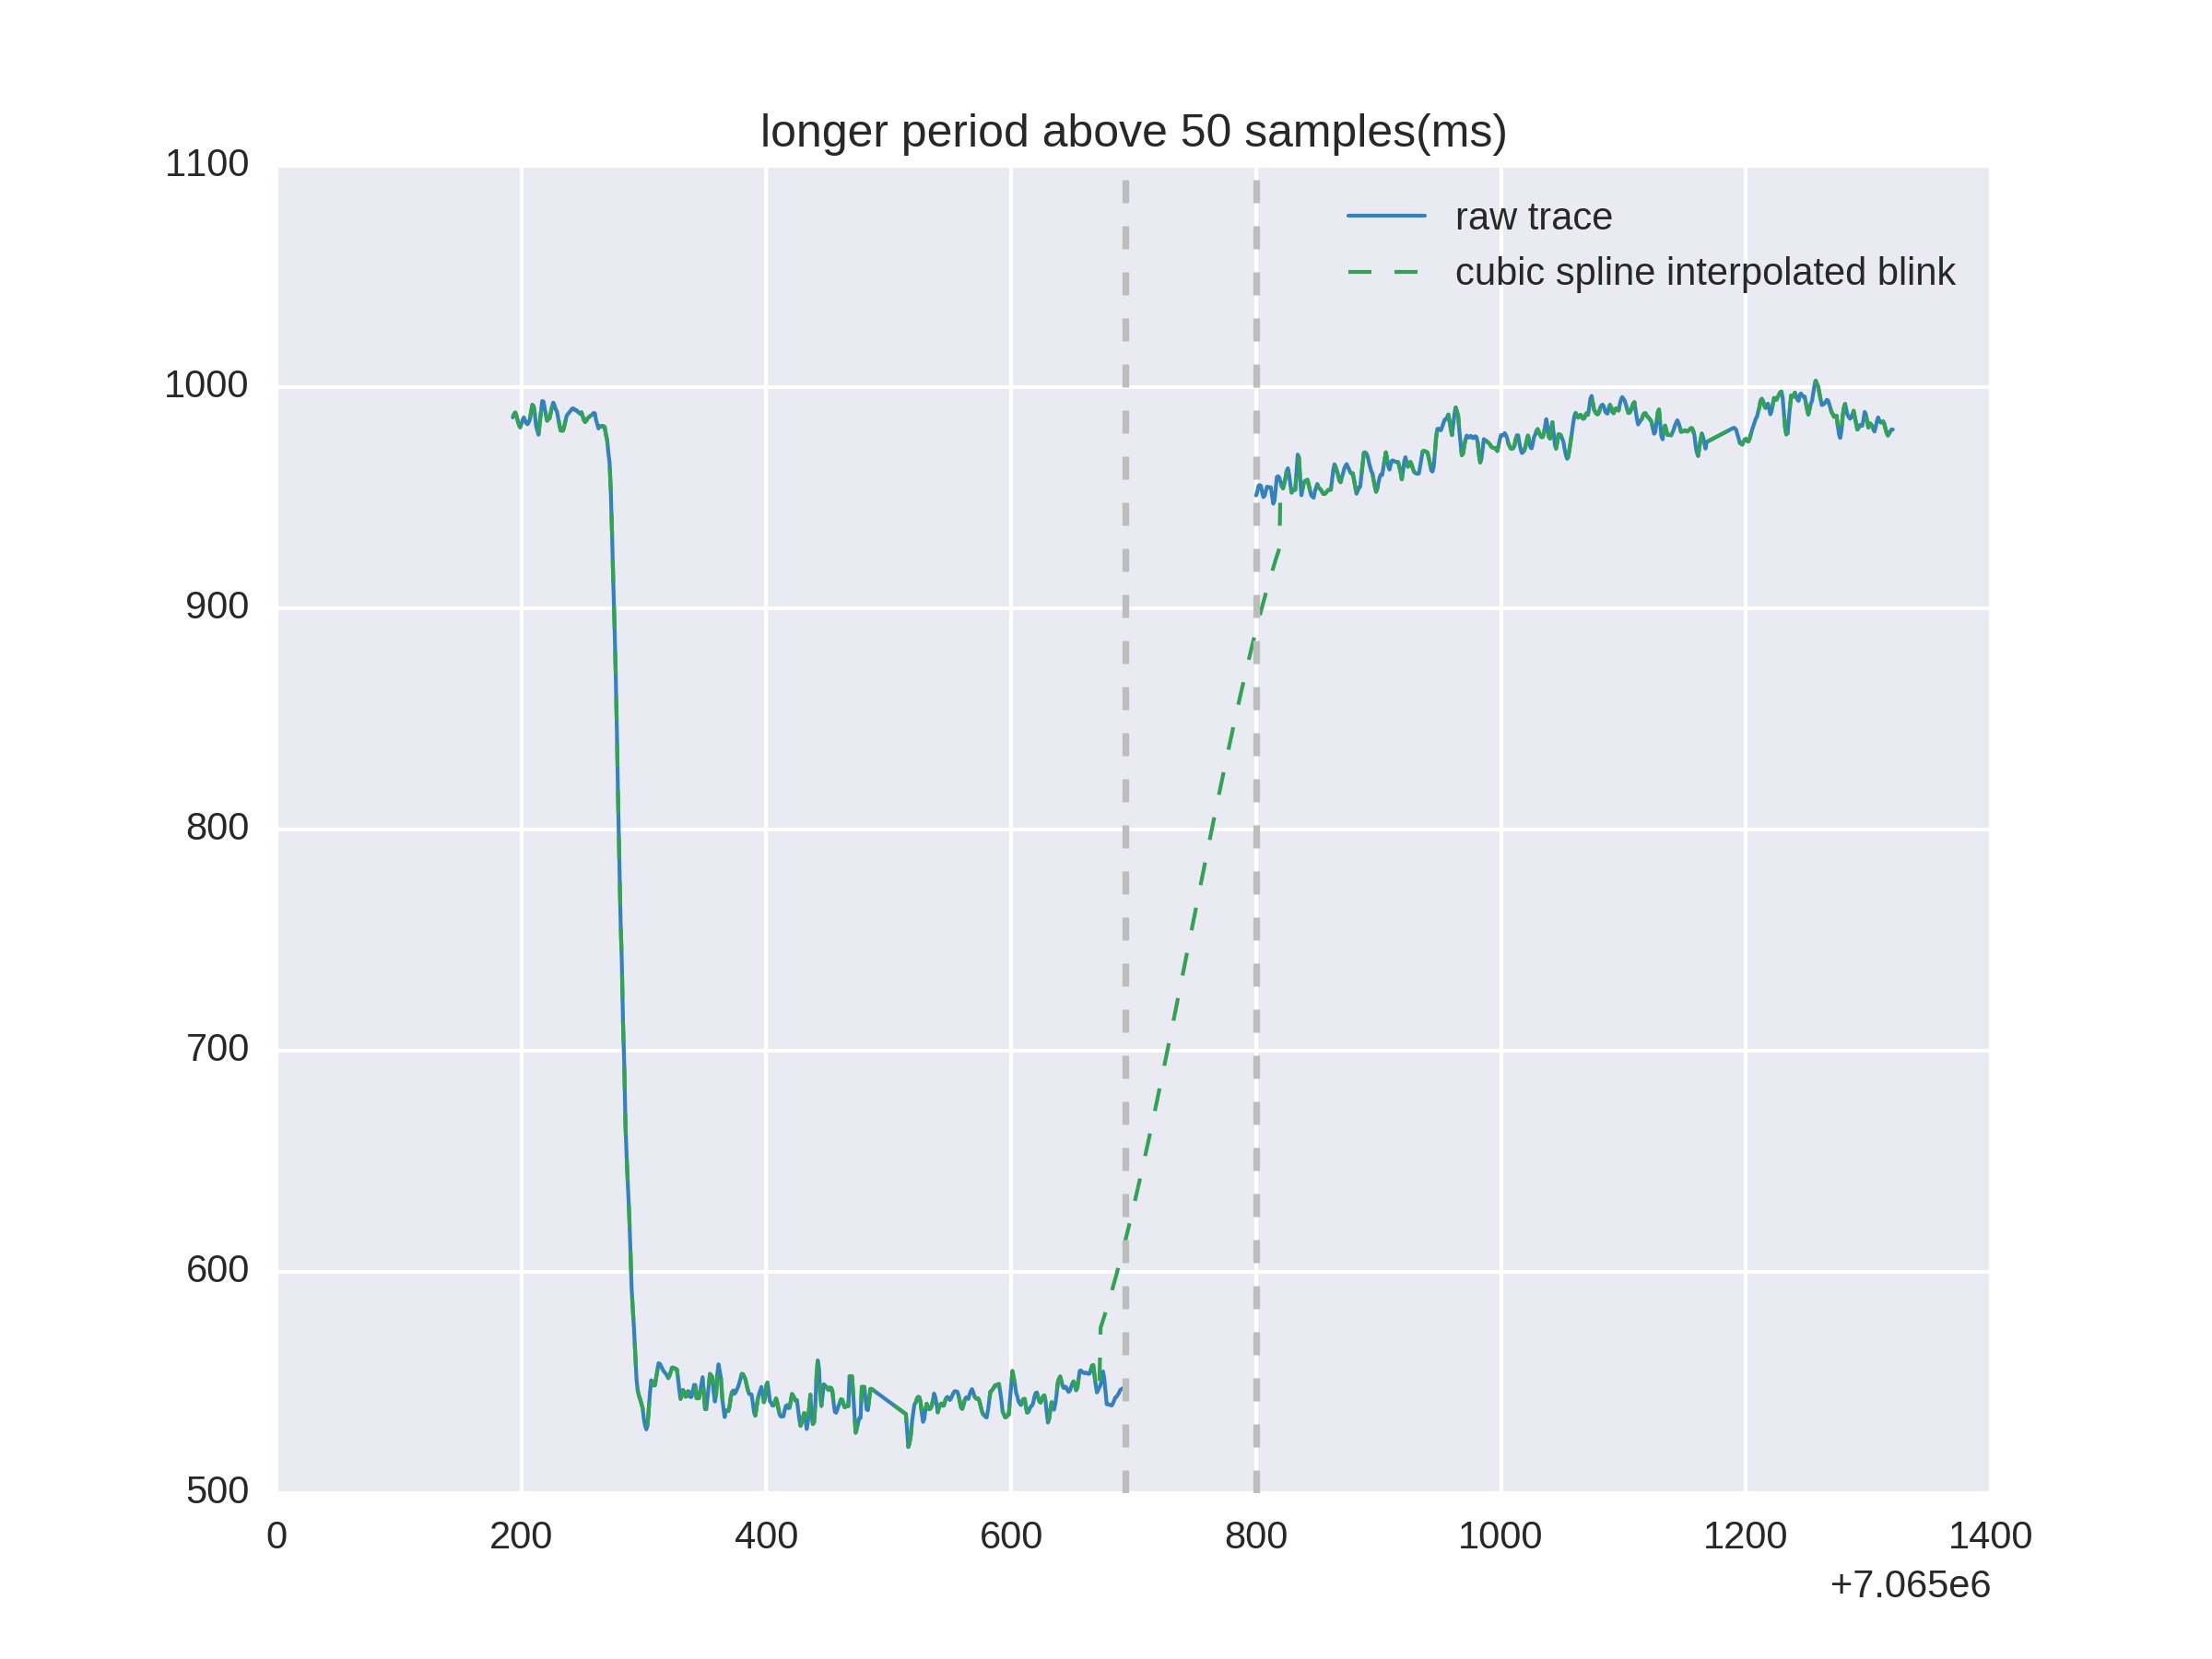 longer period above 50 samples(ms)
1100
1000
900
800
700
600
500
raw trace
cubic spline interpolated blink
0 200 400 600 800 1000 1200 1400
+7.065e6